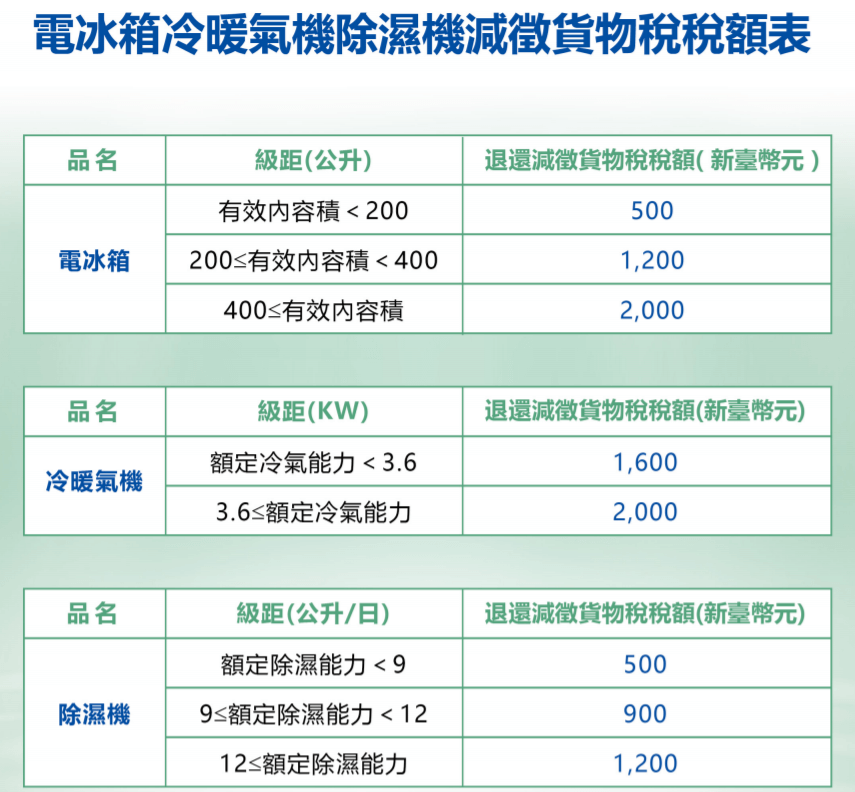 電冰箱冷暖氣機除濕機減徵貨物稅稅額表
品名 級距(公升) 退還減徵貨物稅稅額( 新臺幣元 )
有效內容積 < 200 500
電冰箱 200≤有效內容積 < 400 1,200
400≤有效內容積 2,000
品名 級距(KW) 退還減徵貨物稅稅額(新臺幣元)
冷暖氣機 額定冷氣能力 < 3.6 1,600
3.6≤額定冷氣能力 2,000
品名 級距(公升/日) 退還減徵貨物稅稅額(新臺幣元)
額定除濕能力 < 9 500
除濕機 9≤額定除濕能力 < 12 900
12≤額定除濕能力 1,200